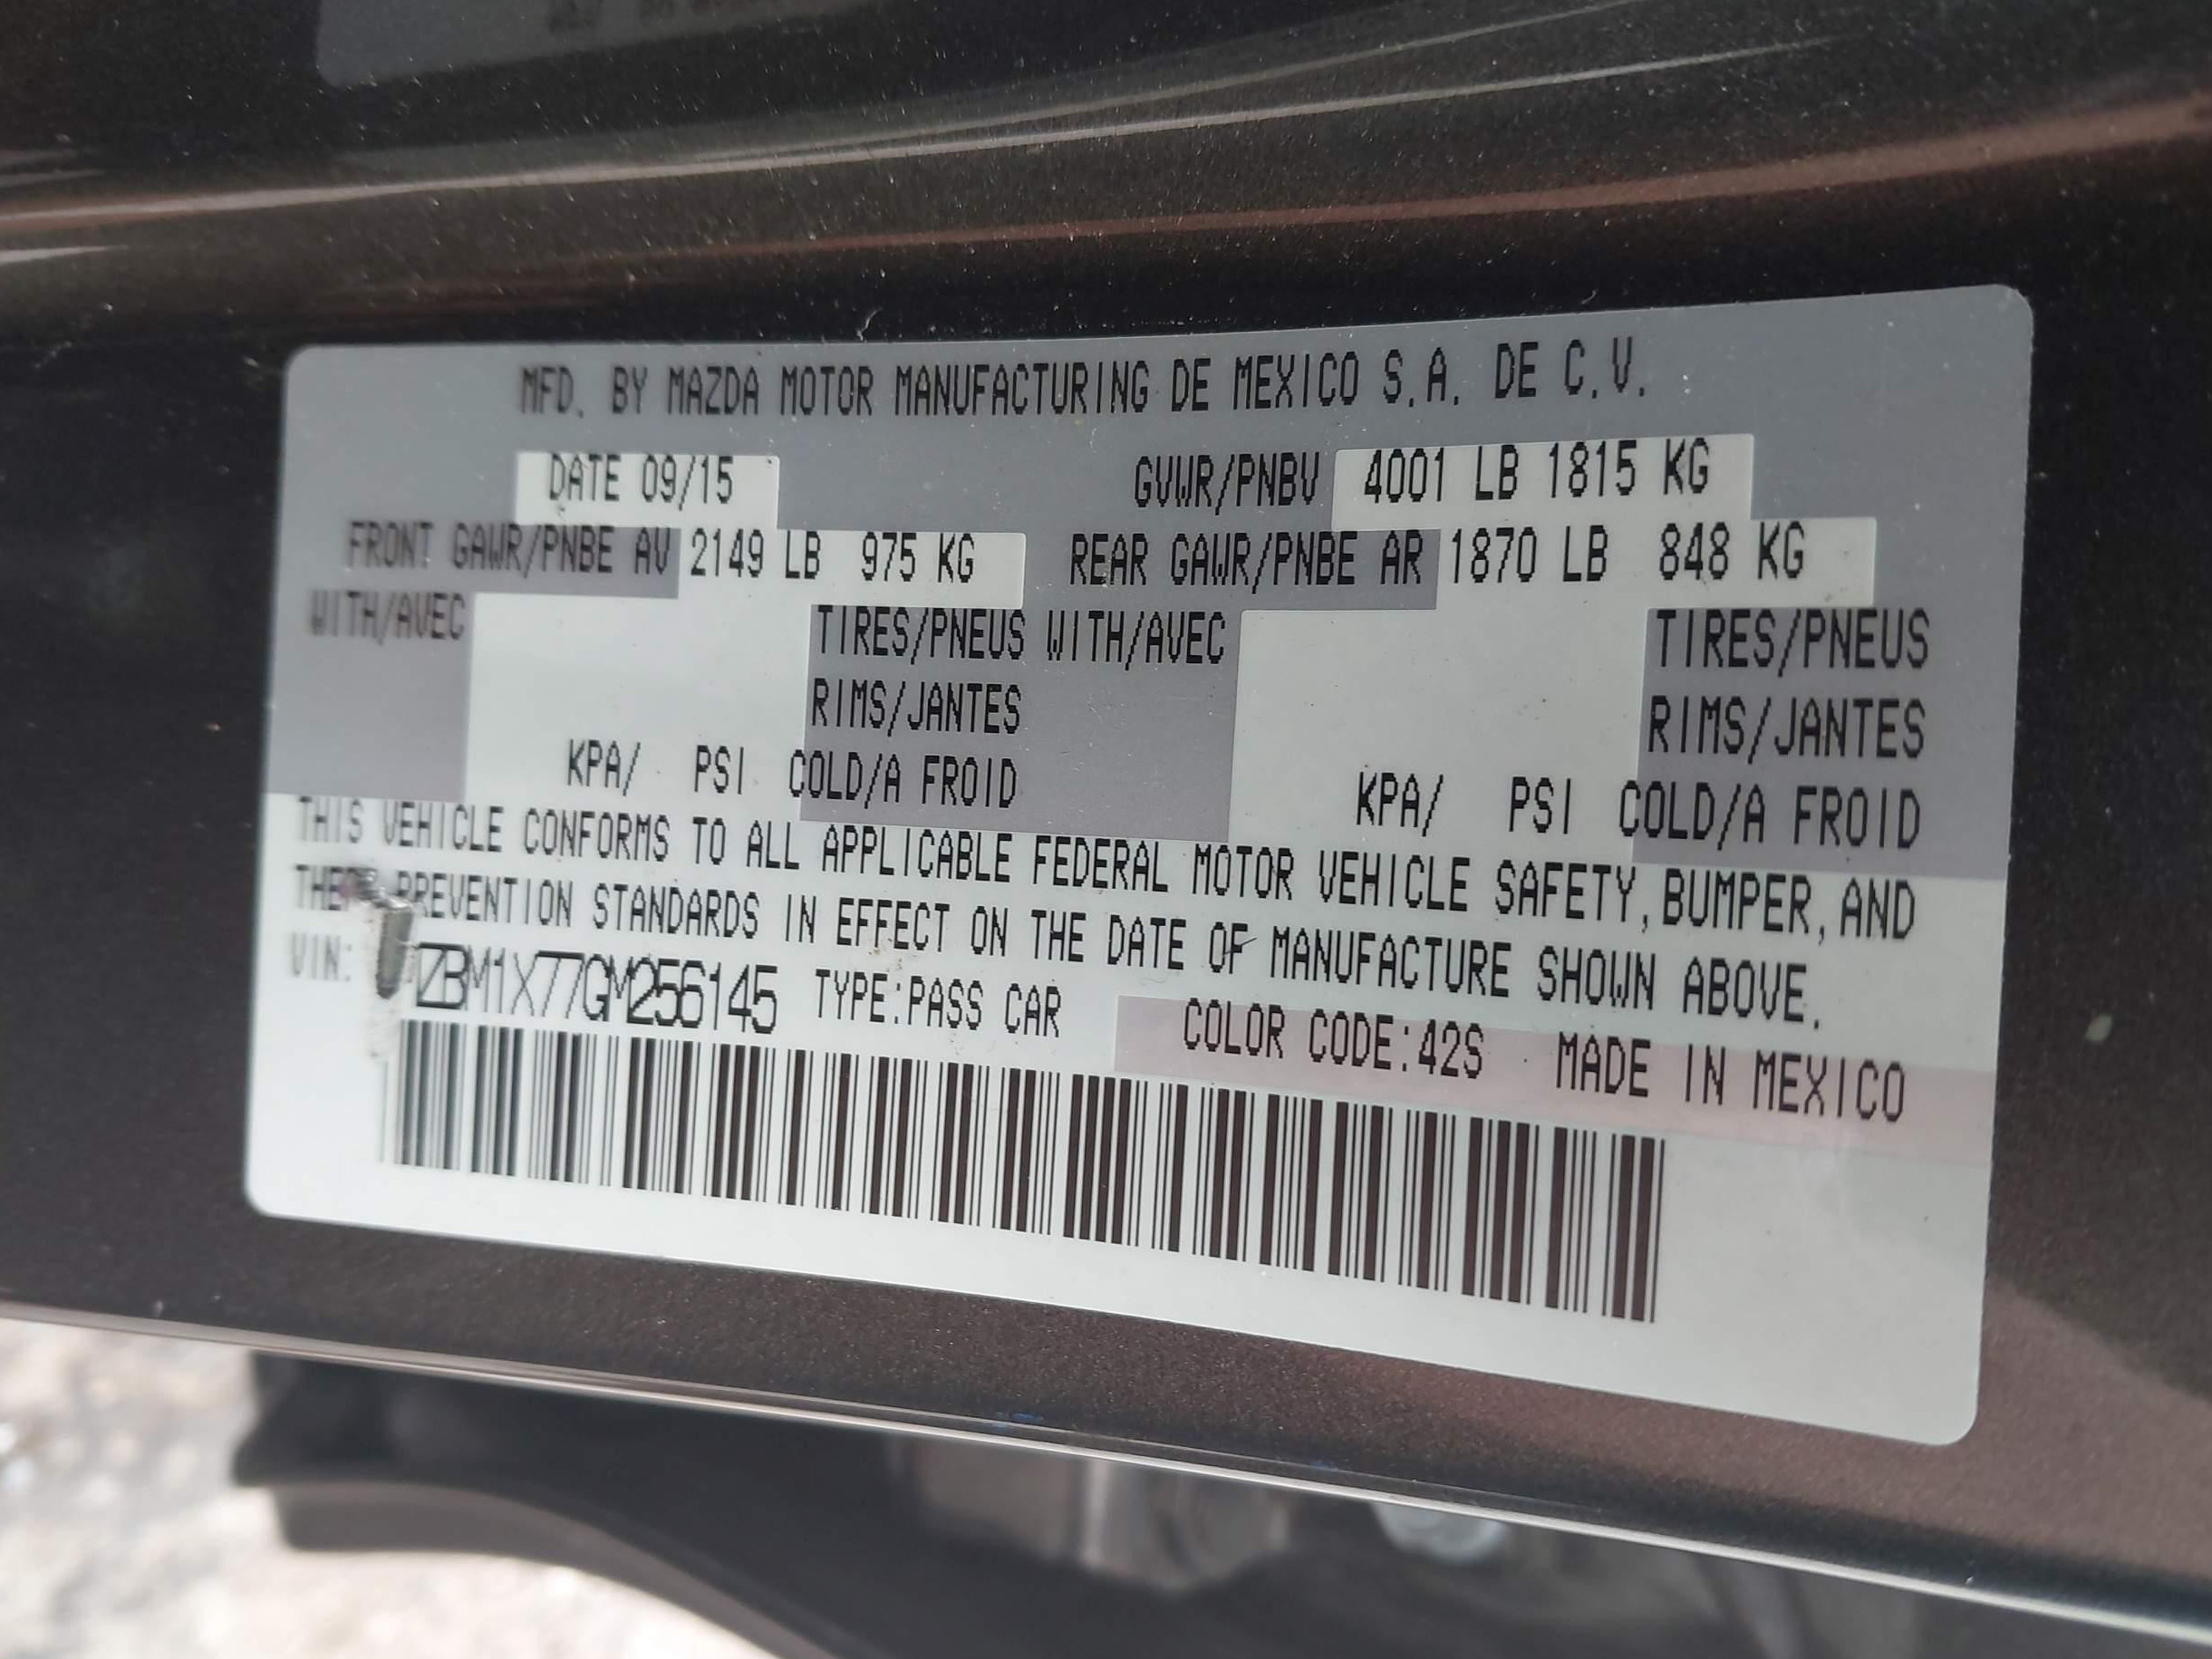 MFD. BY MAZDA MOTOR MANUFACTURING DE MEXICO S.A. DE C.V.
DATE 09/15 GVWR/PNBV 4001 LB 1815 KG
FRONT GAWR/PNBE AV 2149 LB 975 KG REAR GAWR/PNBE AR 1870 LB 848 KG
WITH/AVEC TIRES/PNEUS WITH/AVEC TIRES/PNEUS
RIMS/JANTES RIMS/JANTES
KPA/ PSI COLD/A FROID KPA/ PSI COLD/A FROID
THIS VEHICLE CONFORMS TO ALL APPLICABLE FEDERAL MOTOR VEHICLE SAFETY, BUMPER, AND
PREVENTION STANDARDS IN EFFECT ON THE DATE OF MANUFACTURE SHOWN ABOVE.
VIN: TYPE:PASS CAR COLOR CODE:42S MADE IN MEXICO